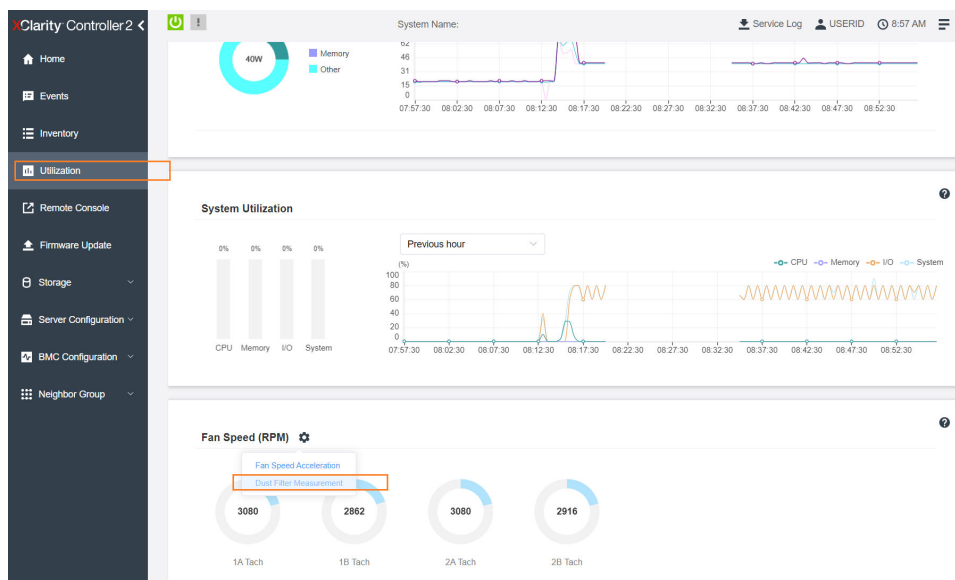 XClarity Controller 2
System Name:
Service Log
USERID
8:57 AM
Home
Events
Inventory
Utilization
Remote Console
Firmware Update
Storage
Server Configuration
BMC Configuration
Neighbor Group
40W
Memory
Other
62
46
31
15
0
07:57:30 08:02:30 08:07:30 08:12:30 08:17:30 08:22:30 08:27:30 08:32:30 08:37:30 08:42:30 08:47:30 08:52:30
System Utilization
0% 0% 0% 0%
CPU Memory I/O System
Previous hour
(%)
CPU Memory I/O System
100
80
60
40
20
0
07:57:30 08:02:30 08:07:30 08:12:30 08:17:30 08:22:30 08:27:30 08:32:30 08:37:30 08:42:30 08:47:30 08:52:30
Fan Speed (RPM)
Fan Speed Acceleration
Dust Filter Measurement
3080 2862 3080 2916
1A Tach 1B Tach 2A Tach 2B Tach